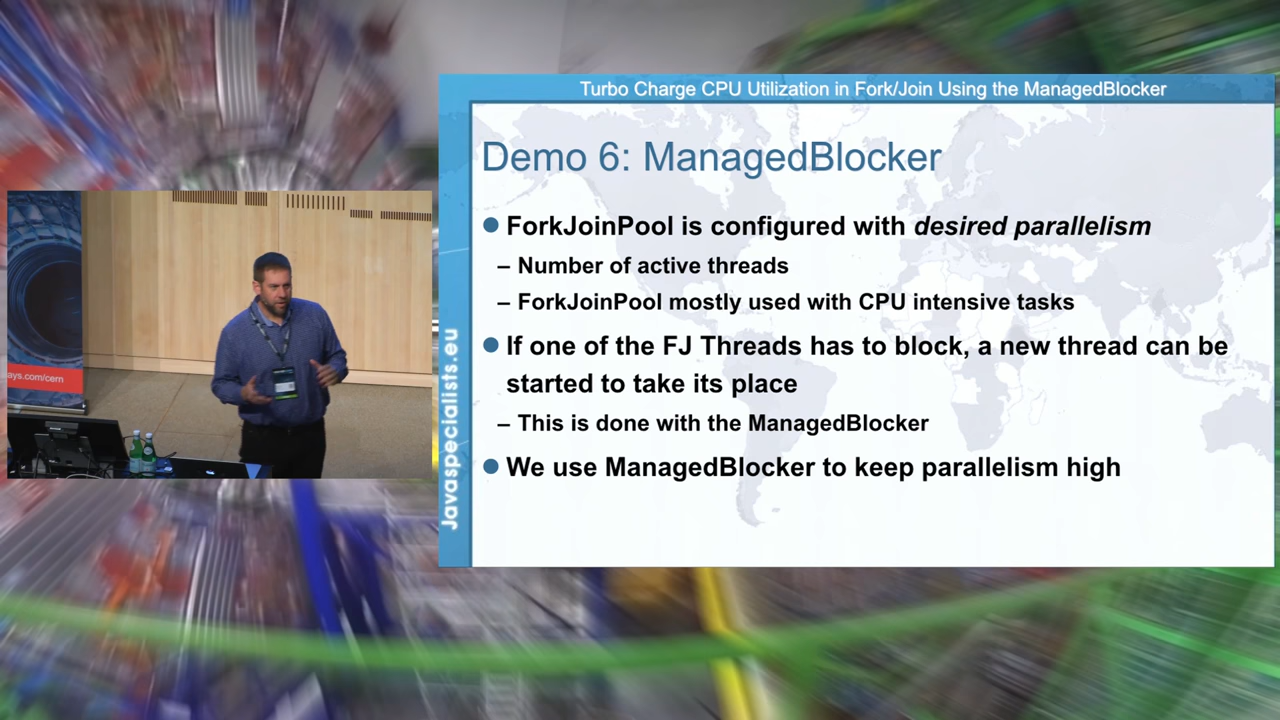 Turbo Charge CPU Utilization in Fork/Join Using the ManagedBlocker
Demo 6: ManagedBlocker
● ForkJoinPool is configured with desired parallelism
– Number of active threads
– ForkJoinPool mostly used with CPU intensive tasks
● If one of the FJ Threads has to block, a new thread can be
started to take its place
– This is done with the ManagedBlocker
● We use ManagedBlocker to keep parallelism high
Javaspecialists.eu
ays.com/cern